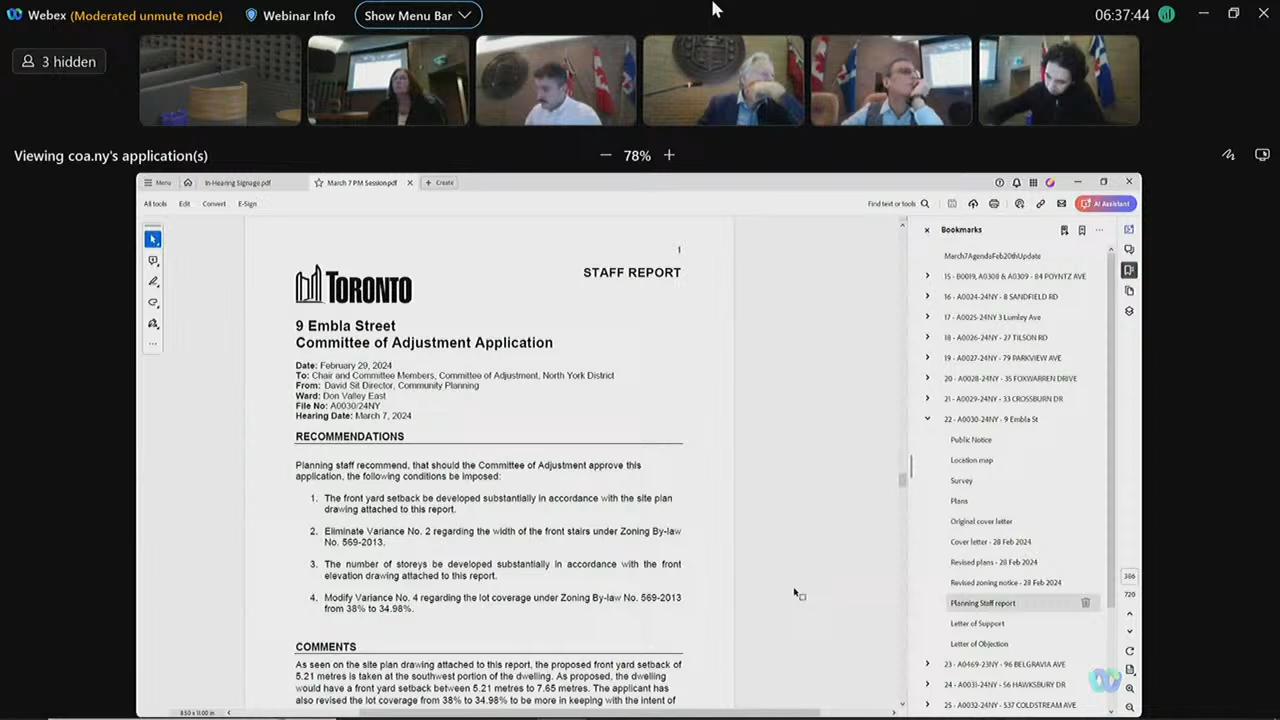 Webex (Moderated unmute mode) Webinar Info Show Menu Bar 06:37:44
3 hidden
Viewing coa.ny's application(s) 78%
Menu In-Hearing Signage.pdf March 7 PM Session.pdf Create
All tools Edit Convert E-Sign Find text or tools AI Assistant
1
TORONTO STAFF REPORT
9 Embla Street
Committee of Adjustment Application
Date: February 29, 2024
To: Chair and Committee Members, Committee of Adjustment, North York District
From: David Sit Director, Community Planning
Ward: Don Valley East
File No: A0030/24NY
Hearing Date: March 7, 2024
RECOMMENDATIONS
Planning staff recommend, that should the Committee of Adjustment approve this
application, the following conditions be imposed:
1. The front yard setback be developed substantially in accordance with the site plan
drawing attached to this report.
2. Eliminate Variance No. 2 regarding the width of the front stairs under Zoning By-law
No. 569-2013.
3. The number of storeys be developed substantially in accordance with the front
elevation drawing attached to this report.
4. Modify Variance No. 4 regarding the lot coverage under Zoning By-law No. 569-2013
from 38% to 34.98%.
COMMENTS
As seen on the site plan drawing attached to this report, the proposed front yard setback of
5.21 metres is taken at the southwest portion of the dwelling. As proposed, the dwelling
would have a front yard setback between 5.21 metres to 7.65 metres. The applicant has
also revised the lot coverage from 38% to 34.98% to be more in keeping with the intent of
8.50 x 11.00 in
Bookmarks
March7AgendaFeb20thUpdate
15 - B0019, A0308 & A0309 - 84 POYNTZ AVE
16 - A0024-24NY - 8 SANDFIELD RD
17 - A0025-24NY 3 Lumley Ave
18 - A0026-24NY - 27 TILSON RD
19 - A0027-24NY - 79 PARKVIEW AVE
20 - A0028-24NY - 35 FOXWARREN DRIVE
21 - A0029-24NY - 33 CROSSBURN DR
22 - A0030-24NY - 9 Embla St
Public Notice
Location map
Survey
Plans
Original cover letter
Cover letter - 28 Feb 2024
Revised plans - 28 Feb 2024
Revised zoning notice - 28 Feb 2024
Planning Staff report
Letter of Support
Letter of Objection
23 - A0469-23NY - 96 BELGRAVIA AVE
24 - A0031-24NY - 56 HAWKSBURY DR
25 - A0032-24NY - 537 COLDSTREAM AVE
386
720